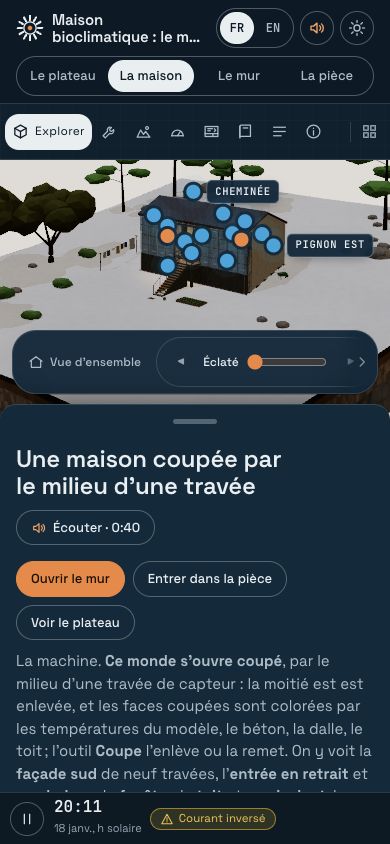 Maison
bioclimatique : le m...
FR
EN
Le plateau
La maison
Le mur
La pièce
Explorer
CHEMINÉE
PIGNON EST
Vue d'ensemble
Éclaté
Une maison coupée par
le milieu d'une travée
Écouter · 0:40
Ouvrir le mur
Entrer dans la pièce
Voir le plateau
La machine. Ce monde s'ouvre coupé, par le
milieu d'une travée de capteur : la moitié est est
enlevée, et les faces coupées sont colorées par
les températures du modèle, le béton, la dalle, le
toit ; l'outil Coupe l'enlève ou la remet. On y voit la
façade sud de neuf travées, l'entrée en retrait et
20:11
18 janv., h solaire
Courant inversé